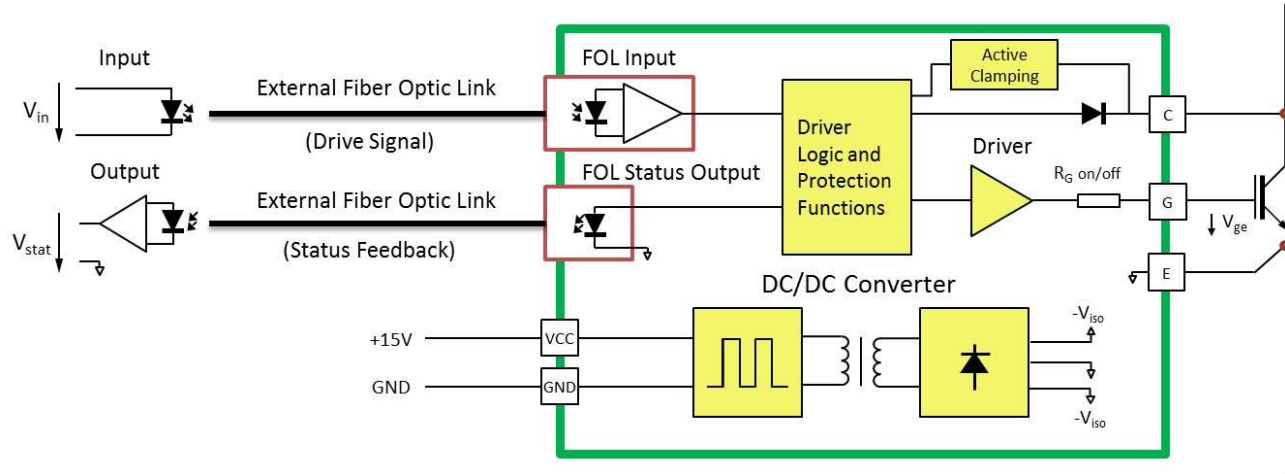 Input
V_in
External Fiber Optic Link
(Drive Signal)
FOL Input
Output
V_stat
External Fiber Optic Link
(Status Feedback)
FOL Status Output
Driver
Logic and
Protection
Functions
Active
Clamping
Driver
R_G on/off
C
G
V_ge
E
DC/DC Converter
+15V
VCC
GND
GND
-V_iso
-V_iso